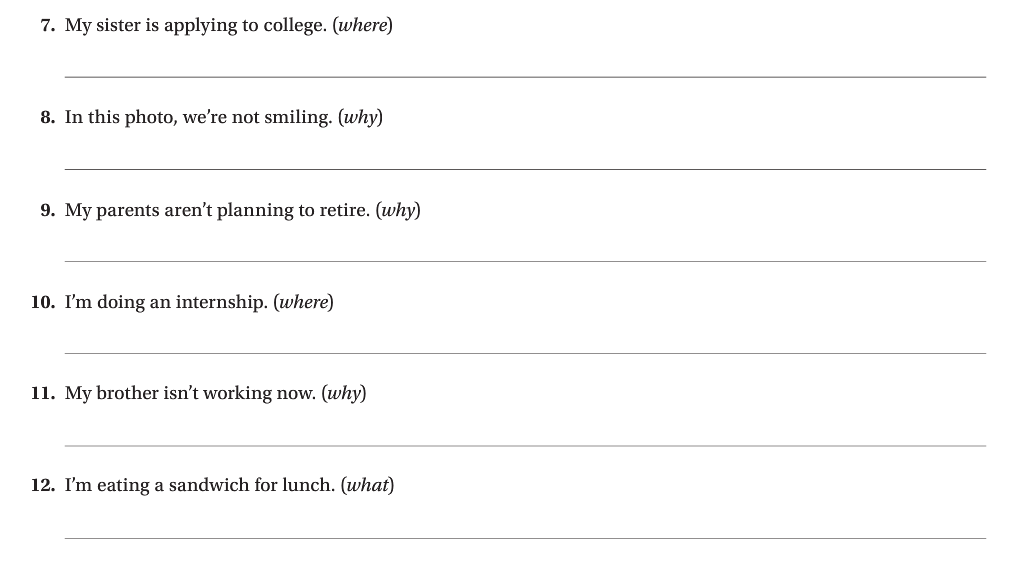 7. My sister is applying to college. (where)
8. In this photo, we're not smiling. (why)
9. My parents aren't planning to retire. (why)
10. I'm doing an internship. (where)
11. My brother isn't working now. (why)
12. I'm eating a sandwich for lunch. (what)